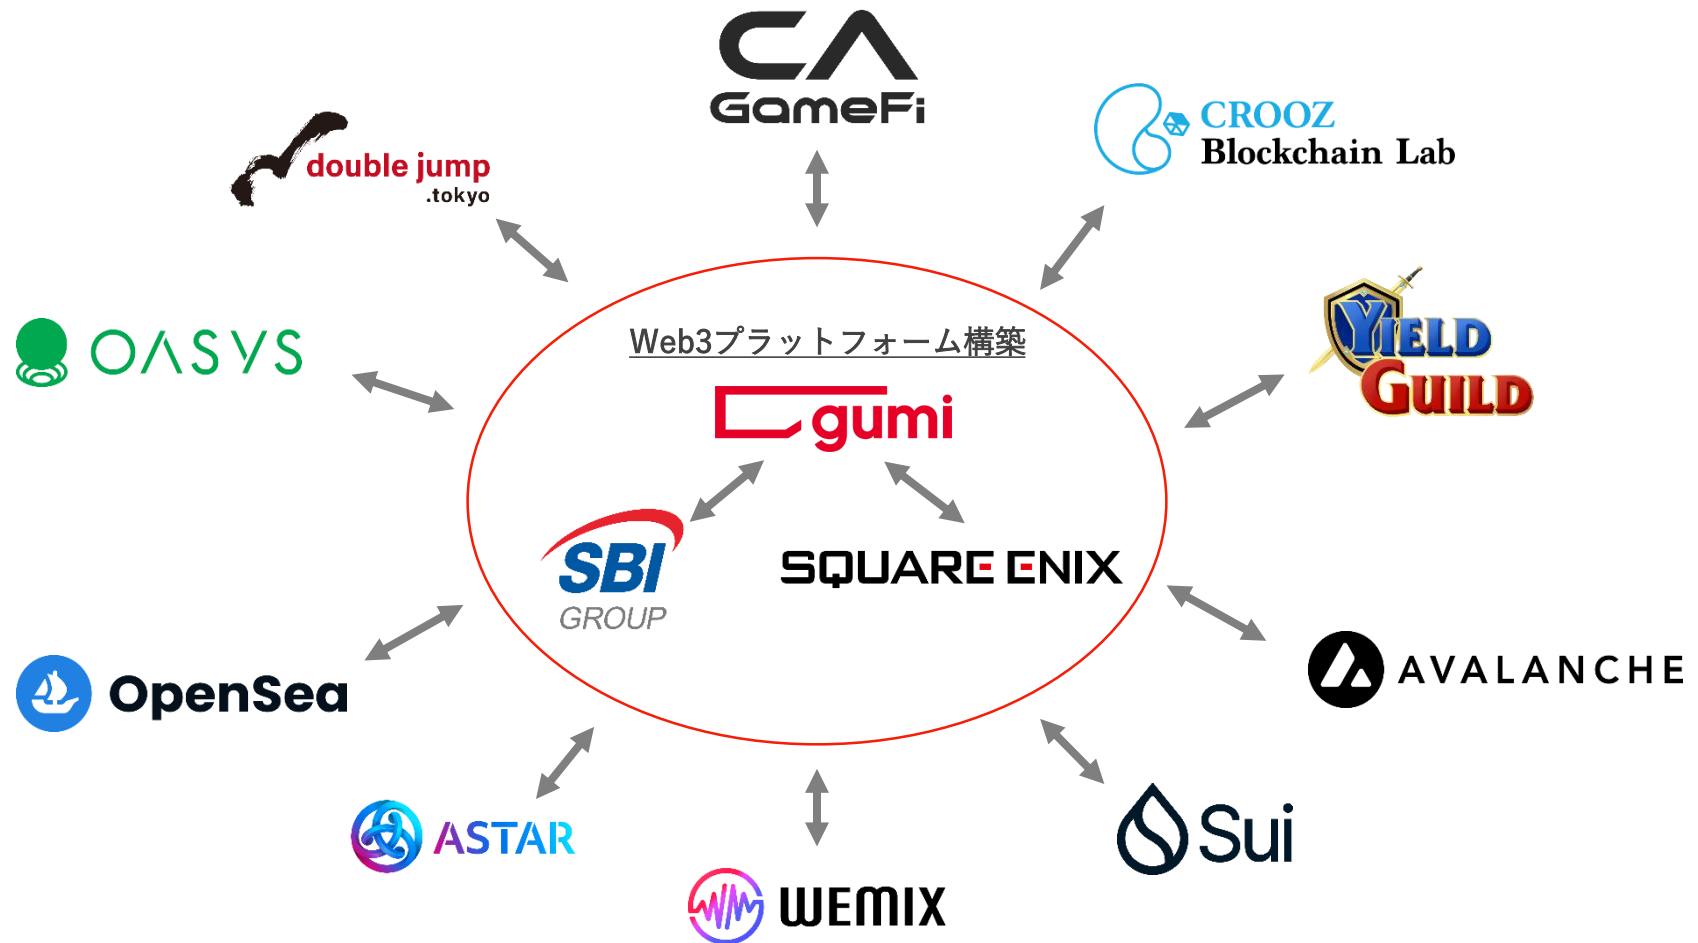 CA
GameFi
CROOZ
Blockchain Lab
double jump
.tokyo
YIELD
GUILD
OASYS
Web3プラットフォーム構築
gumi
SBI
GROUP
SQUARE ENIX
AVALANCHE
OpenSea
ASTAR
Sui
WEMIX